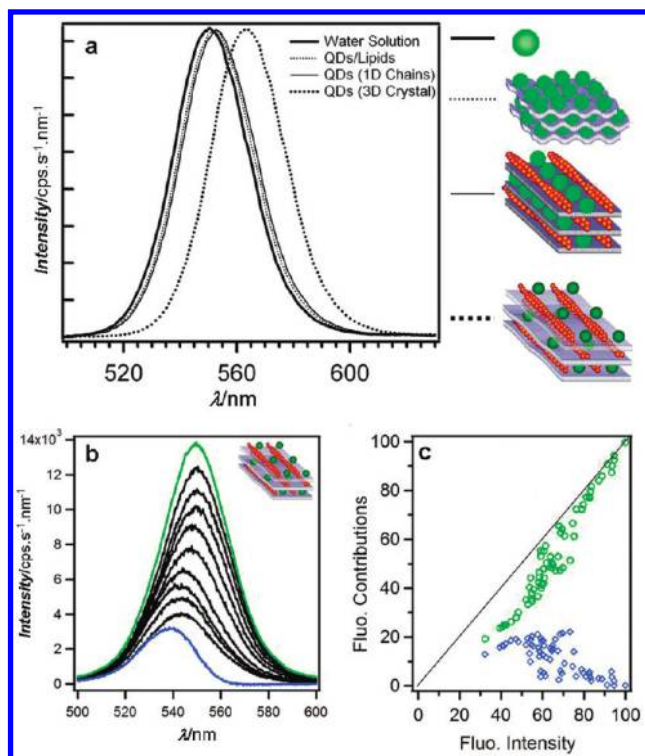 a
Water Solution
QDs/Lipids
QDs (1D Chains)
QDs (3D Crystal)
Intensity/cps.s⁻¹.nm⁻¹
520 560 600
λ/nm
b
14x10³
12
10
8
6
4
2
0
Intensity/cps.s⁻¹.nm⁻¹
500 520 540 560 580 600
λ/nm
c
100
80
60
40
20
0
Fluo. Contributions
0 20 40 60 80 100
Fluo. Intensity